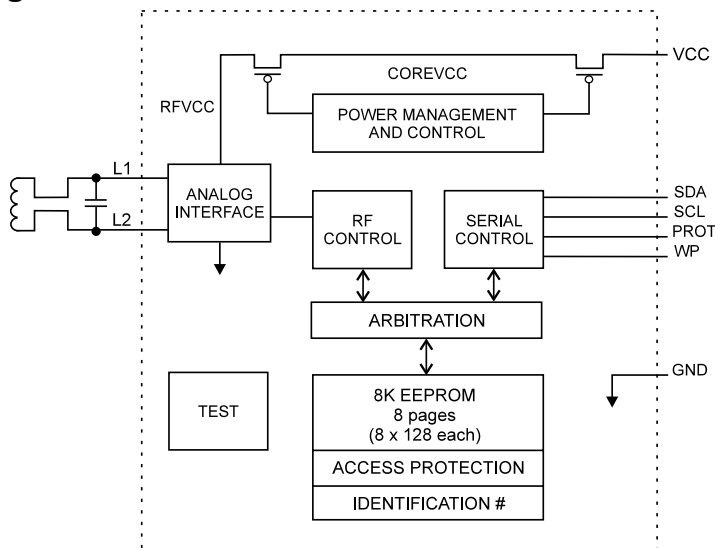 VCC
COREVCC
RFVCC
POWER MANAGEMENT
AND CONTROL
L1
L2
ANALOG
INTERFACE
RF
CONTROL
SERIAL
CONTROL
SDA
SCL
PROT
WP
ARBITRATION
GND
TEST
8K EEPROM
8 pages
(8 x 128 each)
ACCESS PROTECTION
IDENTIFICATION #